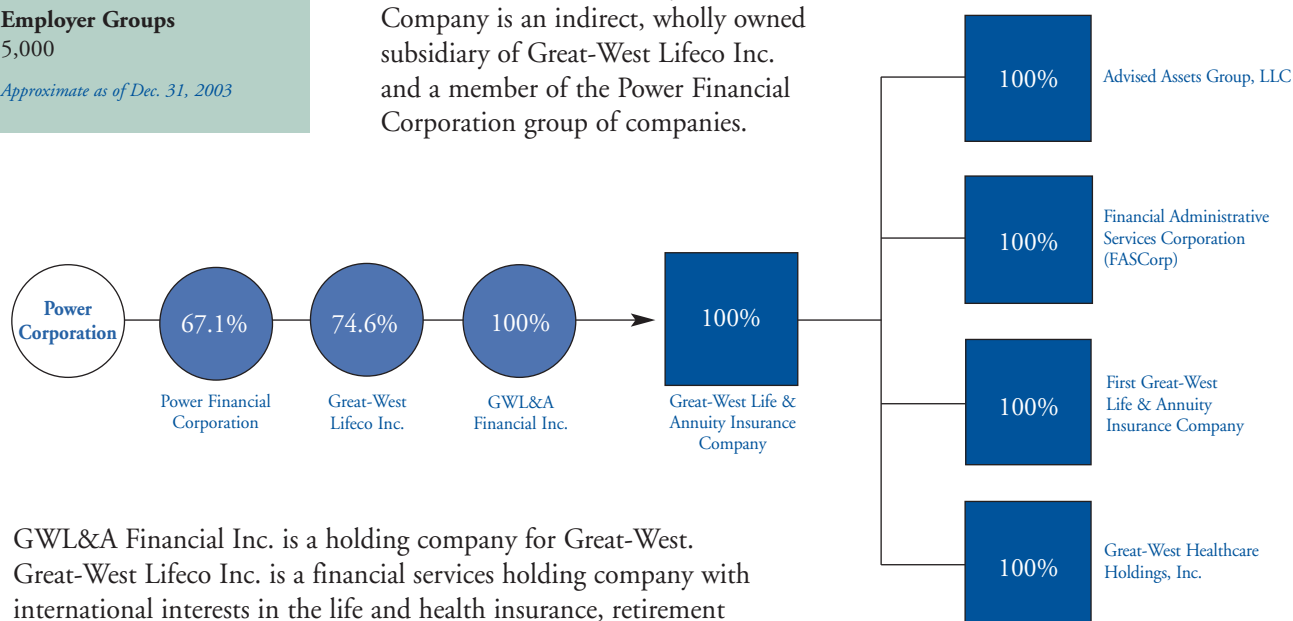 Employer Groups
5,000
Approximate as of Dec. 31, 2003
Company is an indirect, wholly owned
subsidiary of Great-West Lifeco Inc.
and a member of the Power Financial
Corporation group of companies.
Power
Corporation
67.1%
Power Financial
Corporation
74.6%
Great-West
Lifeco Inc.
100%
GWL&A
Financial Inc.
100%
Great-West Life &
Annuity Insurance
Company
100%
Advised Assets Group, LLC
100%
Financial Administrative
Services Corporation
(FASCorp)
100%
First Great-West
Life & Annuity
Insurance Company
100%
Great-West Healthcare
Holdings, Inc.
GWL&A Financial Inc. is a holding company for Great-West.
Great-West Lifeco Inc. is a financial services holding company with
international interests in the life and health insurance, retirement